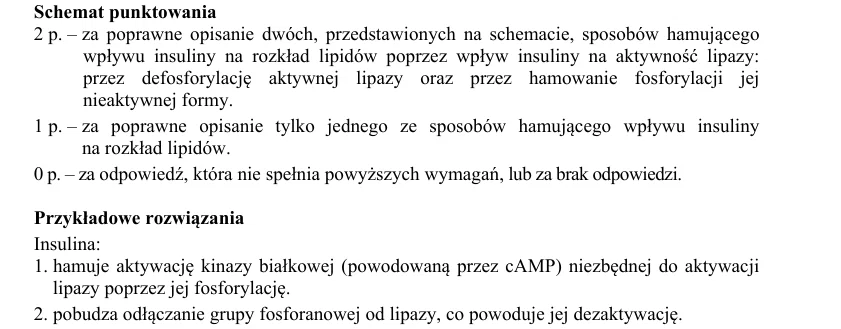 Schemat punktowania
2 p. – za poprawne opisanie dwóch, przedstawionych na schemacie, sposobów hamującego
wpływu insuliny na rozkład lipidów poprzez wpływ insuliny na aktywność lipazy:
przez defosforylację aktywnej lipazy oraz przez hamowanie fosforylacji jej
nieaktywnej formy.
1 p. – za poprawne opisanie tylko jednego ze sposobów hamującego wpływu insuliny
na rozkład lipidów.
0 p. – za odpowiedź, która nie spełnia powyższych wymagań, lub za brak odpowiedzi.
Przykładowe rozwiązania
Insulina:
1. hamuje aktywację kinazy białkowej (powodowaną przez cAMP) niezbędnej do aktywacji
lipazy poprzez jej fosforylację.
2. pobudza odłączanie grupy fosforanowej od lipazy, co powoduje jej dezaktywację.